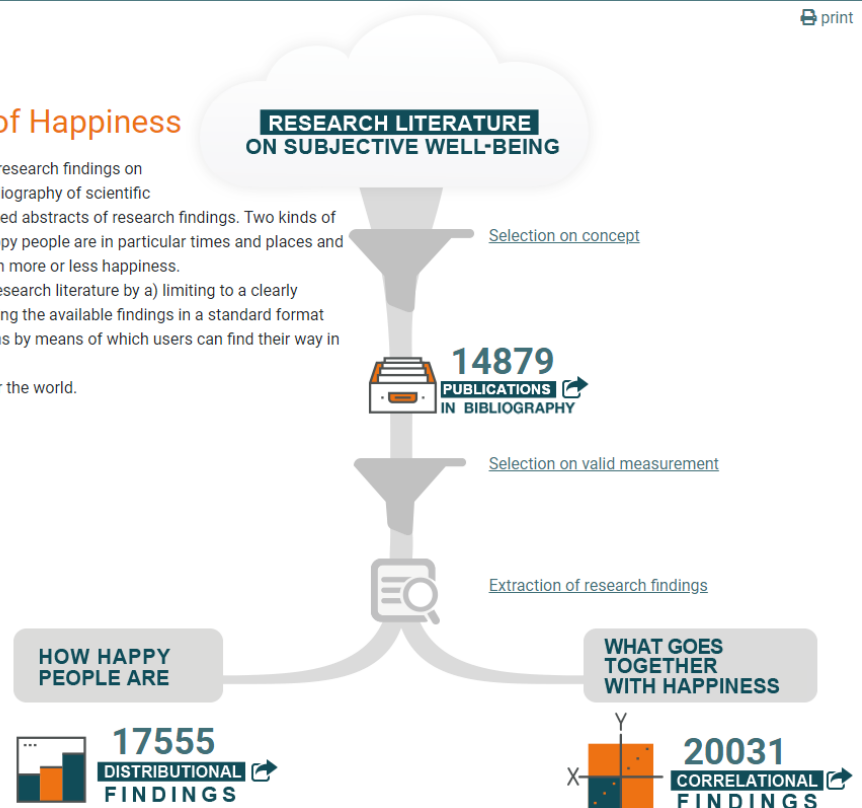 print
of Happiness
RESEARCH LITERATURE
ON SUBJECTIVE WELL-BEING
research findings on
iography of scientific
ed abstracts of research findings. Two kinds of
py people are in particular times and places and
more or less happiness.
esearch literature by a) limiting to a clearly
ng the available findings in a standard format
s by means of which users can find their way in
the world.
Selection on concept
14879
PUBLICATIONS
IN BIBLIOGRAPHY
Selection on valid measurement
Extraction of research findings
HOW HAPPY
PEOPLE ARE
WHAT GOES
TOGETHER
WITH HAPPINESS
17555
DISTRIBUTIONAL
FINDINGS
Y
X
20031
CORRELATIONAL
FINDINGS